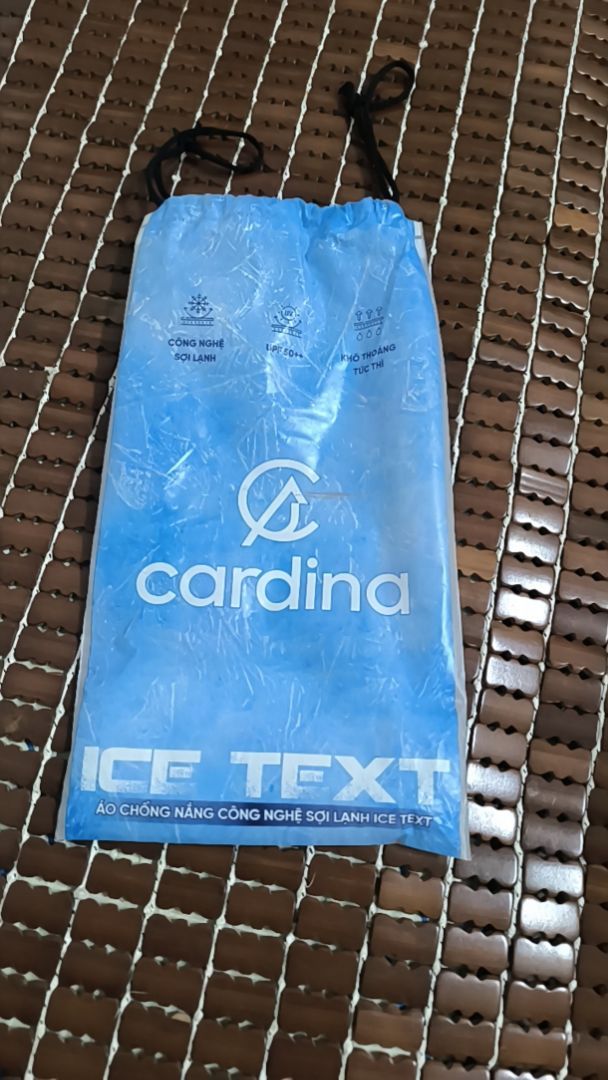 CÔNG NGHỆ
SỢI LẠNH
UV
UPF 50++
KHÔ THOÁNG
TỨC THÌ
cardina
ICE TEXT
ÁO CHỐNG NẮNG CÔNG NGHỆ SỢI LẠNH ICE TEXT